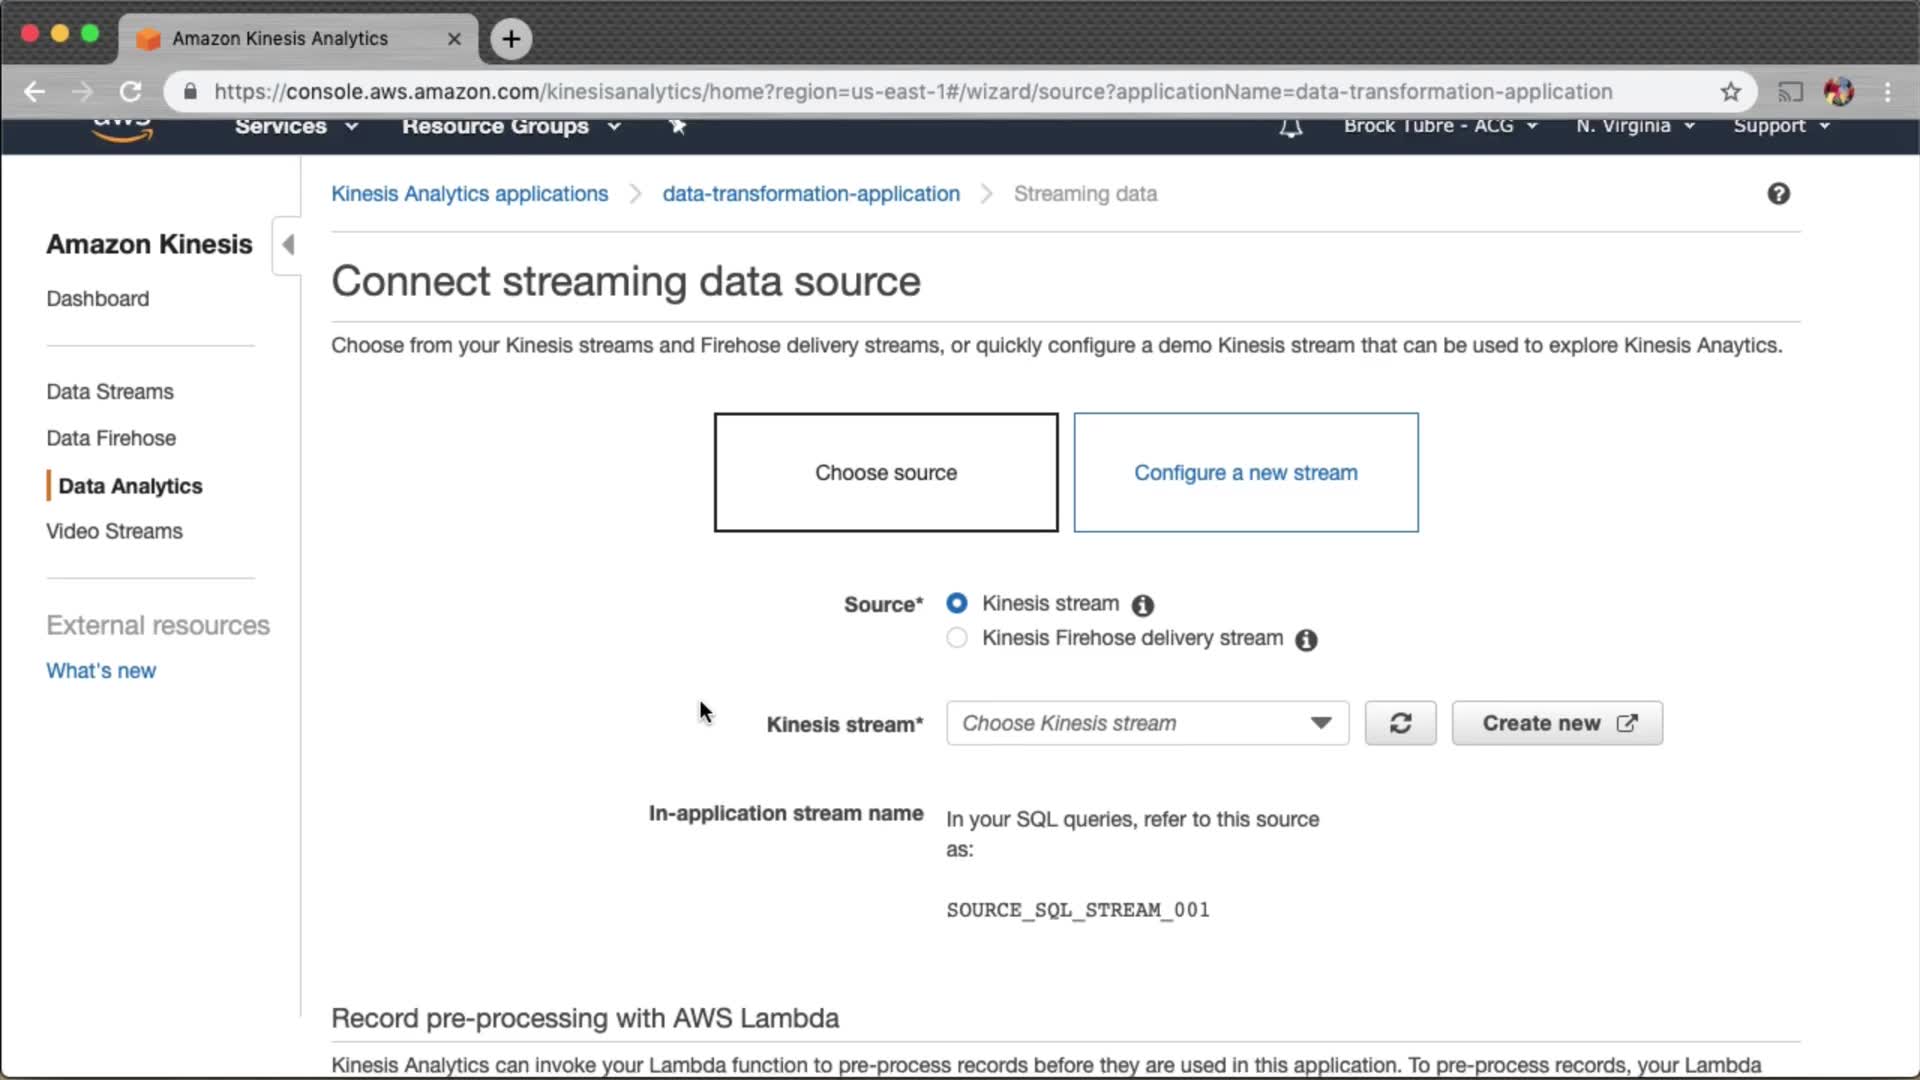 Amazon Kinesis Analytics
https://console.aws.amazon.com/kinesisanalytics/home?region=us-east-1#/wizard/source?applicationName=data-transformation-application
aws Services Resource Groups Brock Tubre - ACG N. Virginia Support
Kinesis Analytics applications data-transformation-application Streaming data
Amazon Kinesis
Dashboard
Data Streams
Data Firehose
Data Analytics
Video Streams
External resources
What's new
Connect streaming data source
Choose from your Kinesis streams and Firehose delivery streams, or quickly configure a demo Kinesis stream that can be used to explore Kinesis Anaytics.
Choose source Configure a new stream
Source* Kinesis stream
Kinesis Firehose delivery stream
Kinesis stream* Choose Kinesis stream Create new
In-application stream name In your SQL queries, refer to this source
as:
SOURCE_SQL_STREAM_001
Record pre-processing with AWS Lambda
Kinesis Analytics can invoke your Lambda function to pre-process records before they are used in this application. To pre-process records, your Lambda